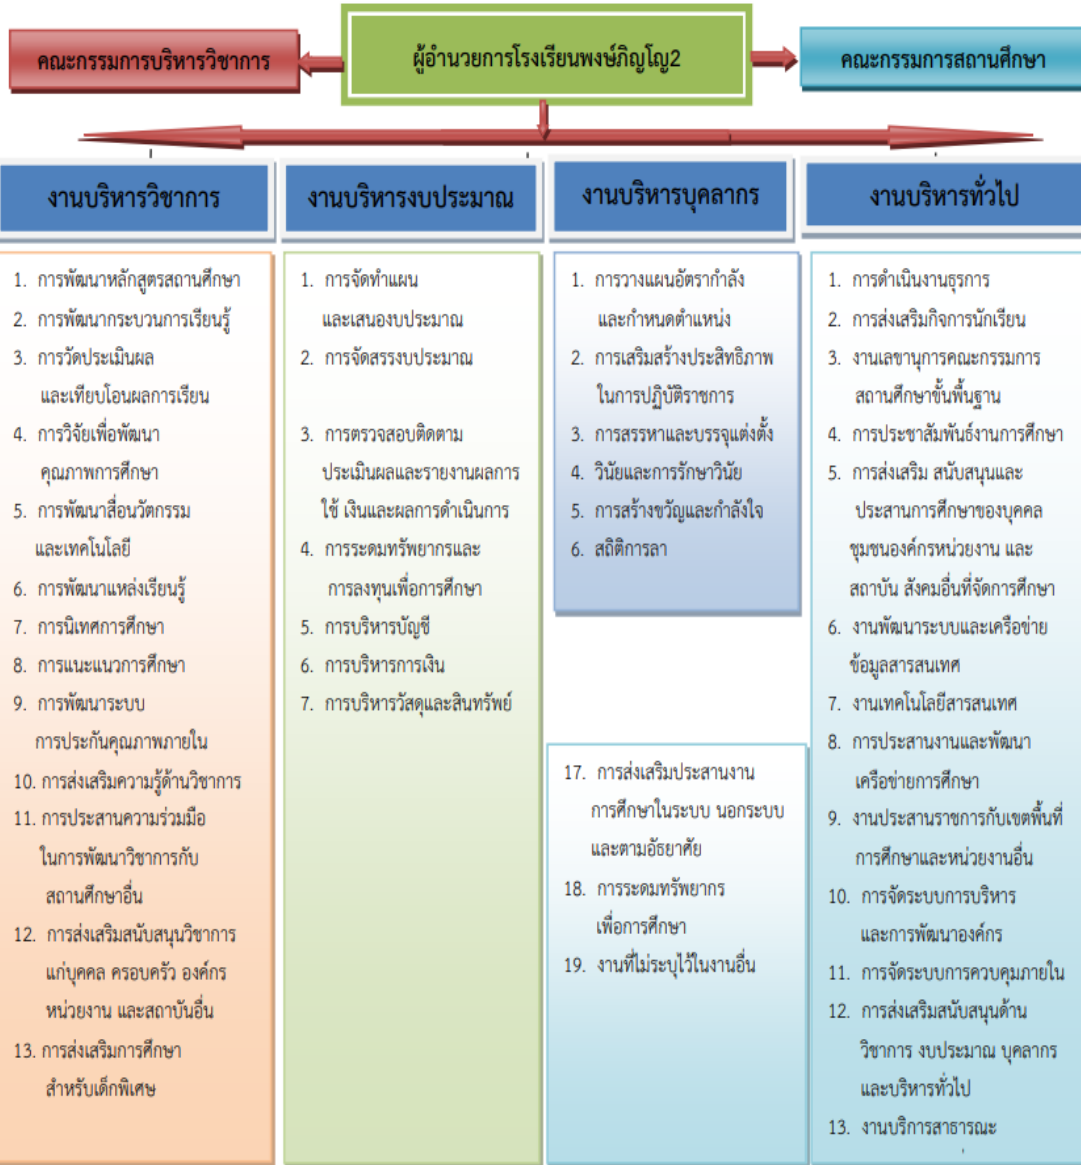 คณะกรรมการบริหารวิชาการ
ผู้อำนวยการโรงเรียนพงษ์ภิญโญ2
คณะกรรมการสถานศึกษา
งานบริหารวิชาการ
งานบริหารงบประมาณ
งานบริหารบุคลากร
งานบริหารทั่วไป
1. การพัฒนาหลักสูตรสถานศึกษา
2. การพัฒนากระบวนการเรียนรู้
3. การวัดประเมินผล
และเทียบโอนผลการเรียน
4. การวิจัยเพื่อพัฒนา
คุณภาพการศึกษา
5. การพัฒนาสื่อนวัตกรรม
และเทคโนโลยี
6. การพัฒนาแหล่งเรียนรู้
7. การนิเทศการศึกษา
8. การแนะแนวการศึกษา
9. การพัฒนาระบบ
การประกันคุณภาพภายใน
10. การส่งเสริมความรู้ด้านวิชาการ
11. การประสานความร่วมมือ
ในการพัฒนาวิชาการกับ
สถานศึกษาอื่น
12. การส่งเสริมสนับสนุนวิชาการ
แก่บุคคล ครอบครัว องค์กร
หน่วยงาน และสถาบันอื่น
13. การส่งเสริมการศึกษา
สำหรับเด็กพิเศษ
1. การจัดทำแผน
และเสนองบประมาณ
2. การจัดสรรงบประมาณ
3. การตรวจสอบติดตาม
ประเมินผลและรายงานผลการ
ใช้ เงินและผลการดำเนินการ
4. การระดมทรัพยากรและ
การลงทุนเพื่อการศึกษา
5. การบริหารบัญชี
6. การบริหารการเงิน
7. การบริหารวัสดุและสินทรัพย์
1. การวางแผนอัตรากำลัง
และกำหนดตำแหน่ง
2. การเสริมสร้างประสิทธิภาพ
ในการปฏิบัติราชการ
3. การสรรหาและบรรจุแต่งตั้ง
4. วินัยและการรักษาวินัย
5. การสร้างขวัญและกำลังใจ
6. สถิติการลา
1. การดำเนินงานธุรการ
2. การส่งเสริมกิจการนักเรียน
3. งานเลขานุการคณะกรรมการ
สถานศึกษาขั้นพื้นฐาน
4. การประชาสัมพันธ์งานการศึกษา
5. การส่งเสริม สนับสนุนและ
ประสานการศึกษาของบุคคล
ชุมชนองค์กรหน่วยงาน และ
สถาบัน สังคมอื่นที่จัดการศึกษา
6. งานพัฒนาระบบและเครือข่าย
ข้อมูลสารสนเทศ
7. งานเทคโนโลยีสารสนเทศ
8. การประสานงานและพัฒนา
เครือข่ายการศึกษา
9. งานประสานราชการกับเขตพื้นที่
การศึกษาและหน่วยงานอื่น
10. การจัดระบบการบริหาร
และการพัฒนาองค์กร
11. การจัดระบบการควบคุมภายใน
12. การส่งเสริมสนับสนุนด้าน
วิชาการ งบประมาณ บุคลากร
และบริหารทั่วไป
13. งานบริการสาธารณะ
17. การส่งเสริมประสานงาน
การศึกษาในระบบ นอกระบบ
และตามอัธยาศัย
18. การระดมทรัพยากร
เพื่อการศึกษา
19. งานที่ไม่ระบุไว้ในงานอื่น